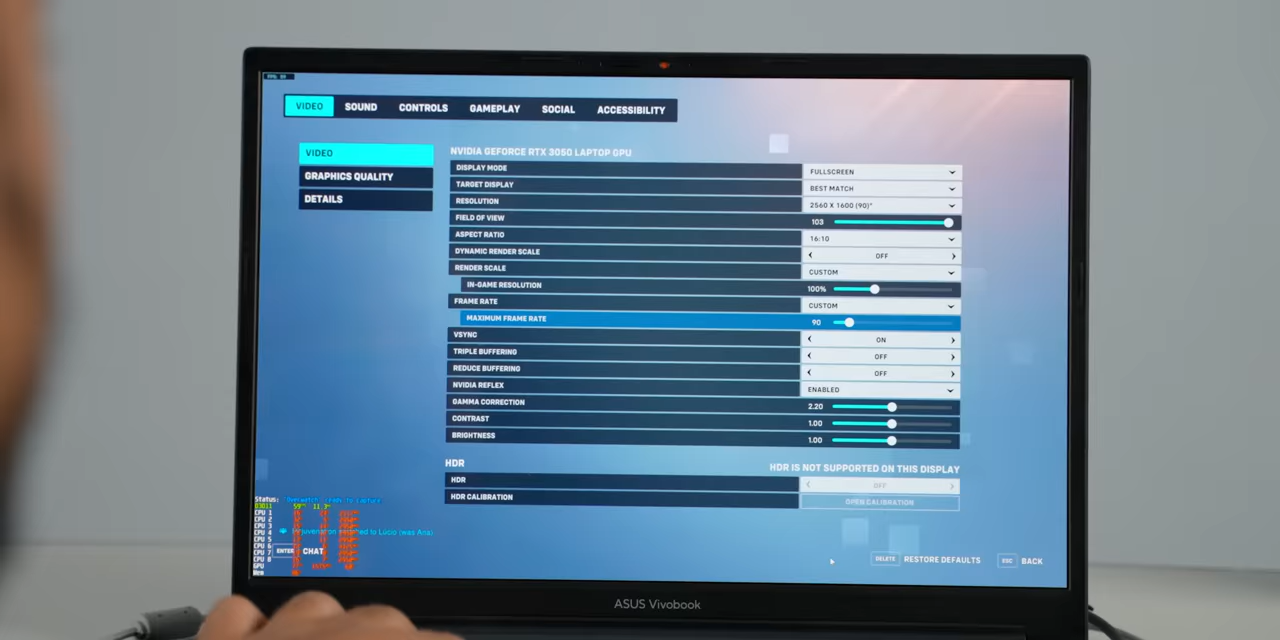 VIDEO SOUND CONTROLS GAMEPLAY SOCIAL ACCESSIBILITY
VIDEO
GRAPHICS QUALITY
DETAILS
NVIDIA GEFORCE RTX 3050 LAPTOP GPU
DISPLAY MODE FULLSCREEN
TARGET DISPLAY BEST MATCH
RESOLUTION 2560 X 1600 (90)*
FIELD OF VIEW 103
ASPECT RATIO 16:10
DYNAMIC RENDER SCALE OFF
RENDER SCALE CUSTOM
IN-GAME RESOLUTION 100%
FRAME RATE CUSTOM
MAXIMUM FRAME RATE 90
VSYNC ON
TRIPLE BUFFERING OFF
REDUCE BUFFERING OFF
NVIDIA REFLEX ENABLED
GAMMA CORRECTION 2.20
CONTRAST 1.00
BRIGHTNESS 1.00
HDR HDR IS NOT SUPPORTED ON THIS DISPLAY
HDR OFF
HDR CALIBRATION OPEN CALIBRATION
Status:
CPU 1
CPU 2
CPU 3
CPU 4
to Lúcio (was Ana)
CPU 5
CPU 6
ENTER CHAT
CPU 7
CPU 8
GPU
DELETE RESTORE DEFAULTS ESC BACK
ASUS Vivobook